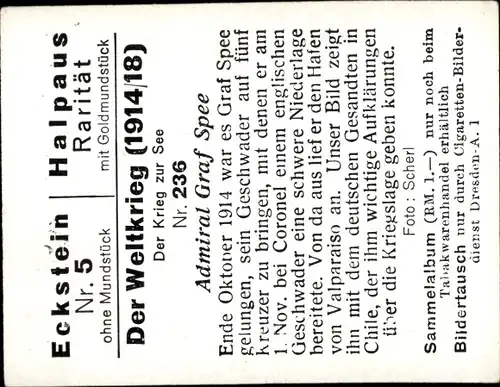 Eckstein
Nr. 5
ohne Mundstück
Halpaus
Rarität
mit Goldmundstück
Der Weltkrieg (1914/18)
Der Krieg zur See
Nr. 236
Admiral Graf Spee
Ende Oktober 1914 war es Graf Spee
gelungen, sein Geschwader auf fünf
Kreuzer zu bringen, mit denen er am
1. Nov. bei Coronel einem englischen
Geschwader eine schwere Niederlage
bereitete. Von da aus lief er den Hafen
von Valparaiso an. Unser Bild zeigt
ihn mit dem deutschen Gesandten in
Chile, der ihm wichtige Aufklärungen
über die Kriegslage geben konnte.
Foto: Scherl
Sammelalbum (RM. 1.—) nur noch beim
Tabakwarenhandel erhältlich
Bildertausch nur durch Cigaretten-Bilder-
dienst Dresden-A. 1